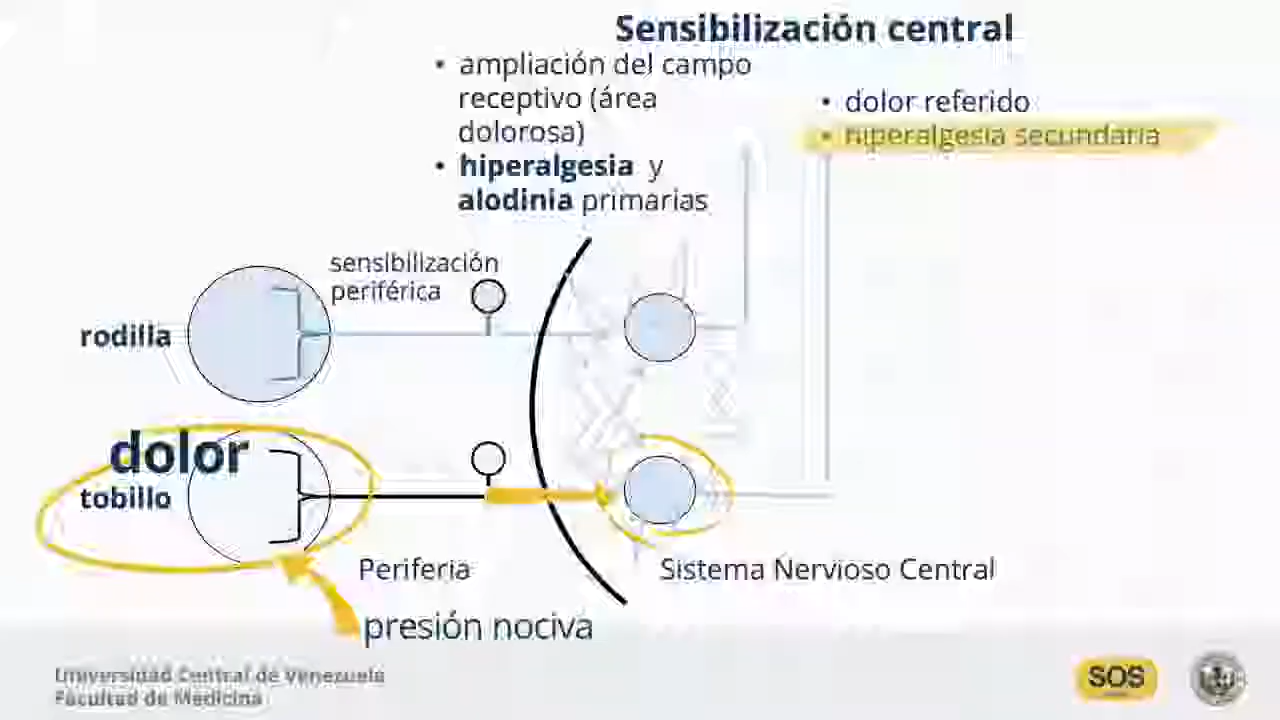 Sensibilización central
• ampliación del campo
receptivo (área
dolorosa)
• hiperalgesia y
alodinia primarias
• dolor referido
• hiperalgesia secundaria
sensibilización
periférica
rodilla
dolor
tobillo
Periferia
Sistema Nervioso Central
presión nociva
Universidad Central de Venezuela
Facultad de Medicina
SOS